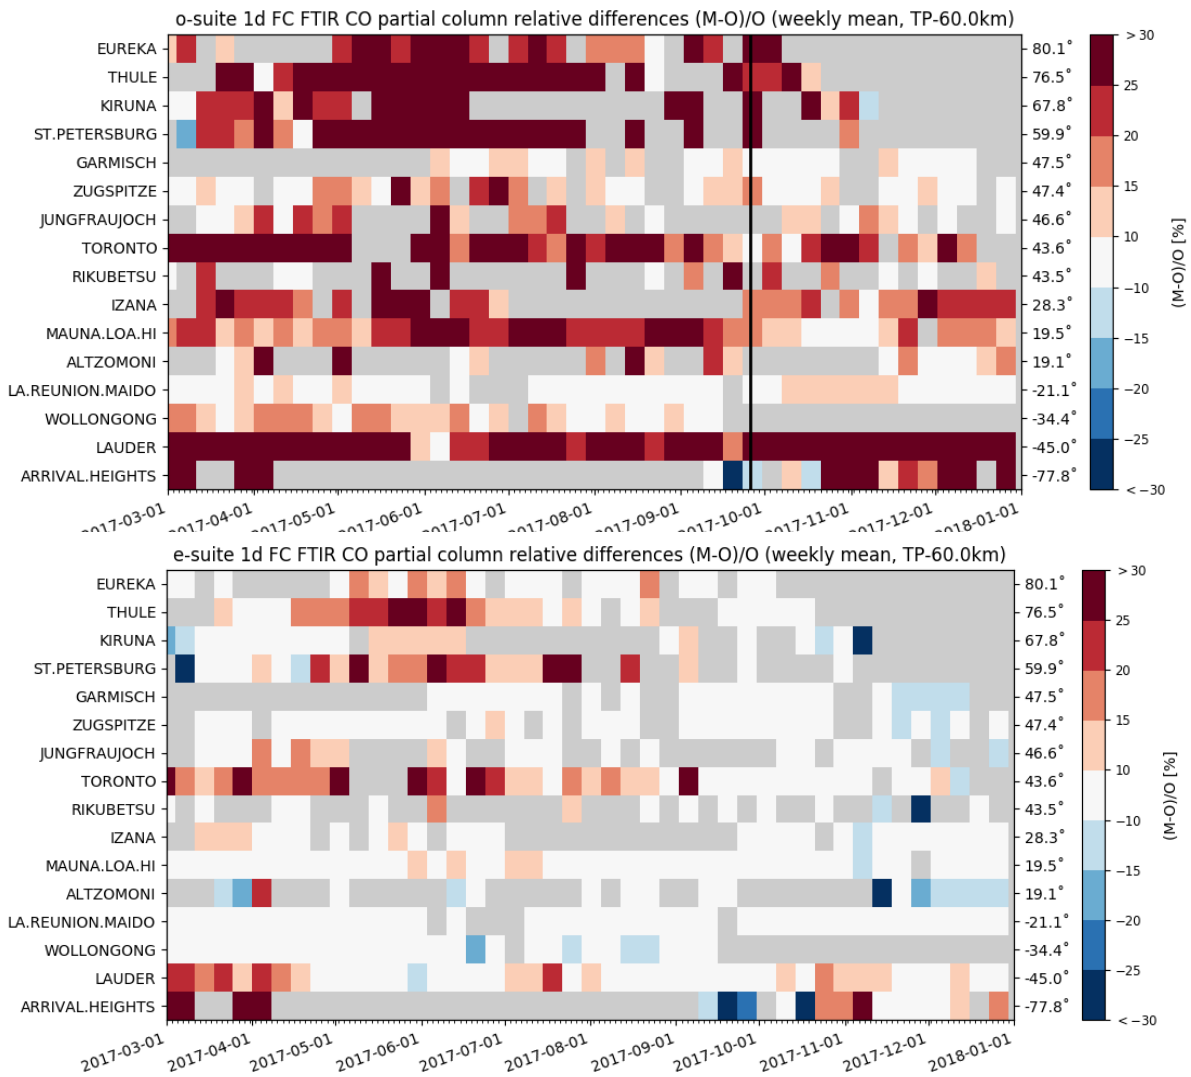 o-suite 1d FC FTIR CO partial column relative differences (M-O)/O (weekly mean, TP-60.0km)
EUREKA 80.1˚
THULE 76.5˚
KIRUNA 67.8˚
ST.PETERSBURG 59.9˚
GARMISCH 47.5˚
ZUGSPITZE 47.4˚
JUNGFRAUJOCH 46.6˚
TORONTO 43.6˚
RIKUBETSU 43.5˚
IZANA 28.3˚
MAUNA.LOA.HI 19.5˚
ALTZOMONI 19.1˚
LA.REUNION.MAIDO -21.1˚
WOLLONGONG -34.4˚
LAUDER -45.0˚
ARRIVAL.HEIGHTS -77.8˚
2017-03-01 2017-04-01 2017-05-01 2017-06-01 2017-07-01 2017-08-01 2017-09-01 2017-10-01 2017-11-01 2017-12-01 2018-01-01
> 30
25
20
15
10
−10
−15
−20
−25
< −30
(M-O)/O [%]
e-suite 1d FC FTIR CO partial column relative differences (M-O)/O (weekly mean, TP-60.0km)
EUREKA 80.1˚
THULE 76.5˚
KIRUNA 67.8˚
ST.PETERSBURG 59.9˚
GARMISCH 47.5˚
ZUGSPITZE 47.4˚
JUNGFRAUJOCH 46.6˚
TORONTO 43.6˚
RIKUBETSU 43.5˚
IZANA 28.3˚
MAUNA.LOA.HI 19.5˚
ALTZOMONI 19.1˚
LA.REUNION.MAIDO -21.1˚
WOLLONGONG -34.4˚
LAUDER -45.0˚
ARRIVAL.HEIGHTS -77.8˚
2017-03-01 2017-04-01 2017-05-01 2017-06-01 2017-07-01 2017-08-01 2017-09-01 2017-10-01 2017-11-01 2017-12-01 2018-01-01
> 30
25
20
15
10
−10
−15
−20
−25
< −30
(M-O)/O [%]